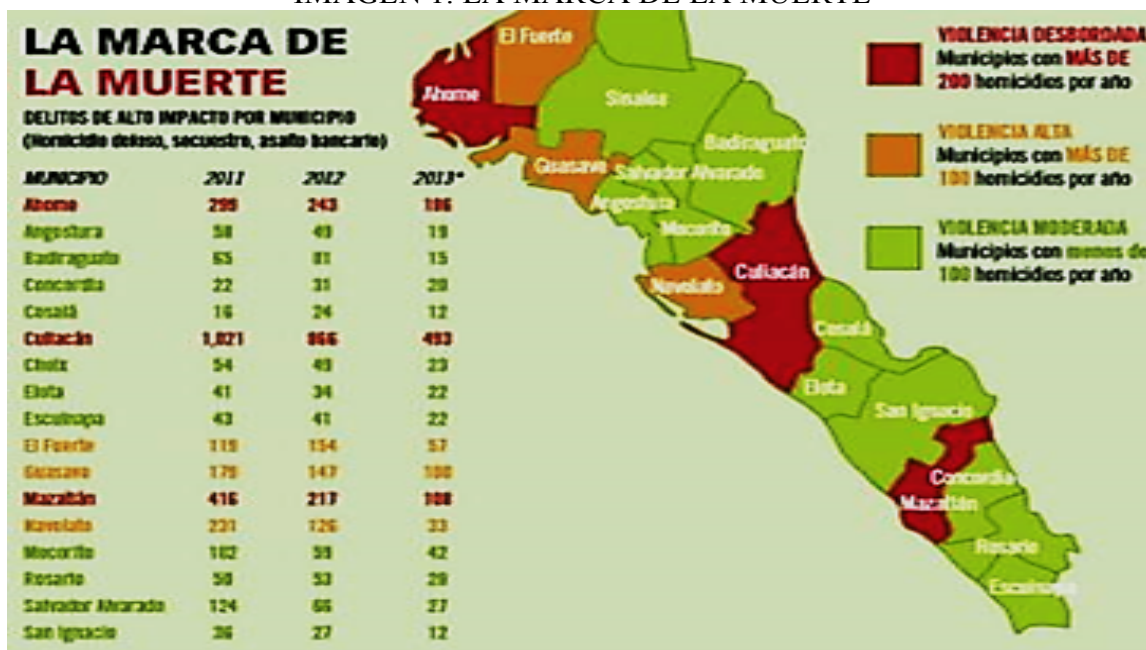 IMAGEN 1. LA MARCA DE LA MUERTE
LA MARCA DE
LA MUERTE
DELITOS DE ALTO IMPACTO POR MUNICIPIO
(Homicidio doloso, secuestro, asalto bancario)
MUNICIPIO 2011 2012 2013*
Ahome 299 243 186
Angostura 58 49 19
Badiraguato 65 81 15
Concordia 22 31 20
Cosalá 16 24 12
Culiacán 1,021 866 493
Choix 54 49 23
Elota 41 34 22
Escuinapa 43 41 22
El Fuerte 119 154 57
Guasave 179 147 100
Mazatlán 416 217 108
Navolato 231 126 33
Mocorito 102 59 42
Rosario 50 53 29
Salvador Alvarado 124 66 27
San Ignacio 36 27 12
El Fuerte
Ahome
Sinaloa
Badiraguato
Guasave
Salvador Alvarado
Angostura
Mocorito
Culiacán
Navolato
Cosalá
Elota
San Ignacio
Concordia
Mazatlán
Rosario
Escuinapa
VIOLENCIA DESBORDADA
Municipios con MÁS DE
200 homicidios por año
VIOLENCIA ALTA
Municipios con MÁS DE
100 homicidios por año
VIOLENCIA MODERADA
Municipios con menos de
100 homicidios por año